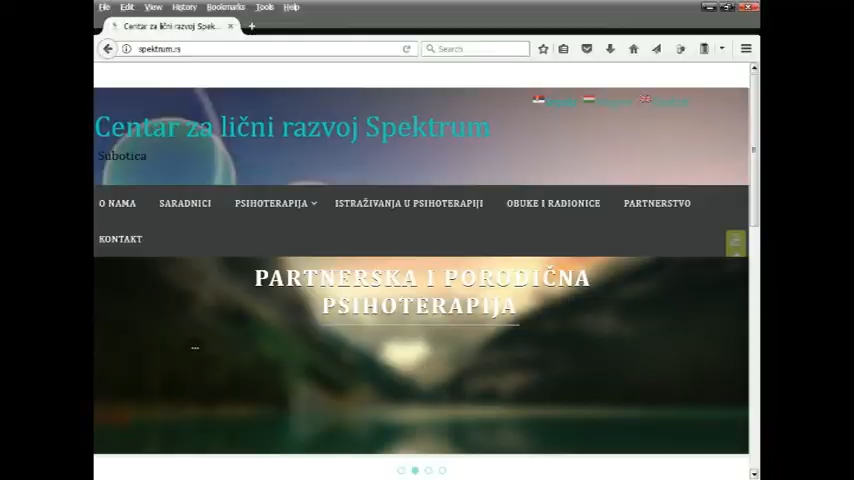 File Edit View History Bookmarks Tools Help
Centar za lični razvoj Spek...
spektrum.rs
Search
Centar za lični razvoj Spektrum
Subotica
O NAMA SARADNICI PSIHOTERAPIJA ISTRAŽIVANJA U PSIHOTERAPIJI OBUKE I RADIONICE PARTNERSTVO
KONTAKT
PARTNERSKA I PORODIČNA
PSIHOTERAPIJA
...